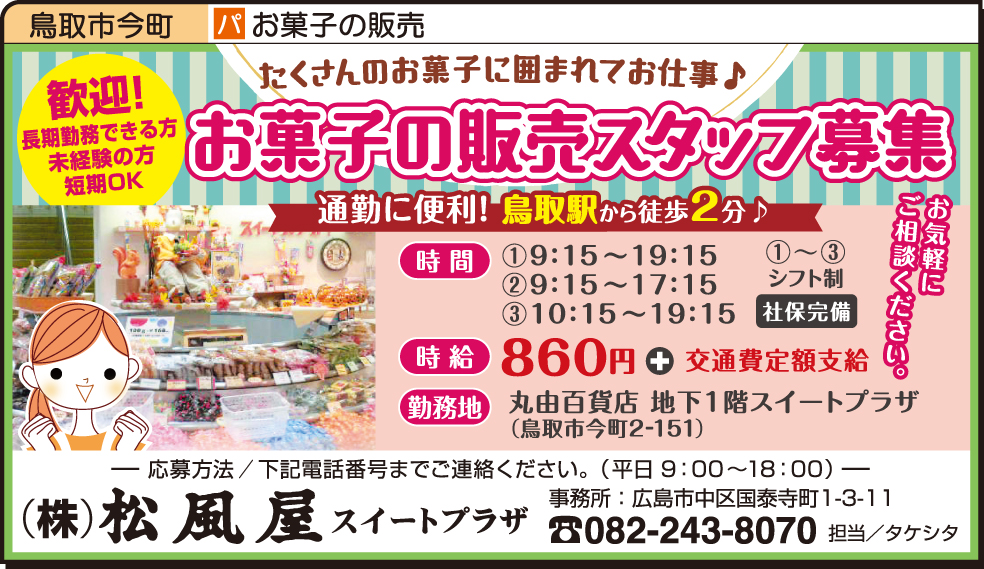 鳥取市今町 パ お菓子の販売
たくさんのお菓子に囲まれてお仕事♪
歓迎!
長期勤務できる方
未経験の方
短期OK
お菓子の販売スタッフ募集
通勤に便利! 鳥取駅から徒歩2分♪
お気軽に
ご相談ください。
時間 ①9:15～19:15
②9:15～17:15
③10:15～19:15
①～③
シフト制
社保完備
時給 860円+交通費定額支給
勤務地 丸由百貨店 地下1階スイートプラザ
(鳥取市今町2-151)
― 応募方法／下記電話番号までご連絡ください。(平日 9:00～18:00) ―
(株)松風屋 スイートプラザ
事務所:広島市中区国泰寺町1-3-11
☎082-243-8070 担当／タケシタ